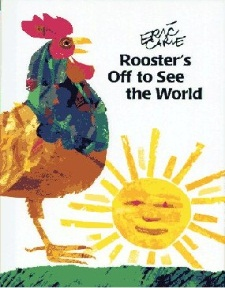 ERIC
CARLE
Rooster's
Off to See
the World